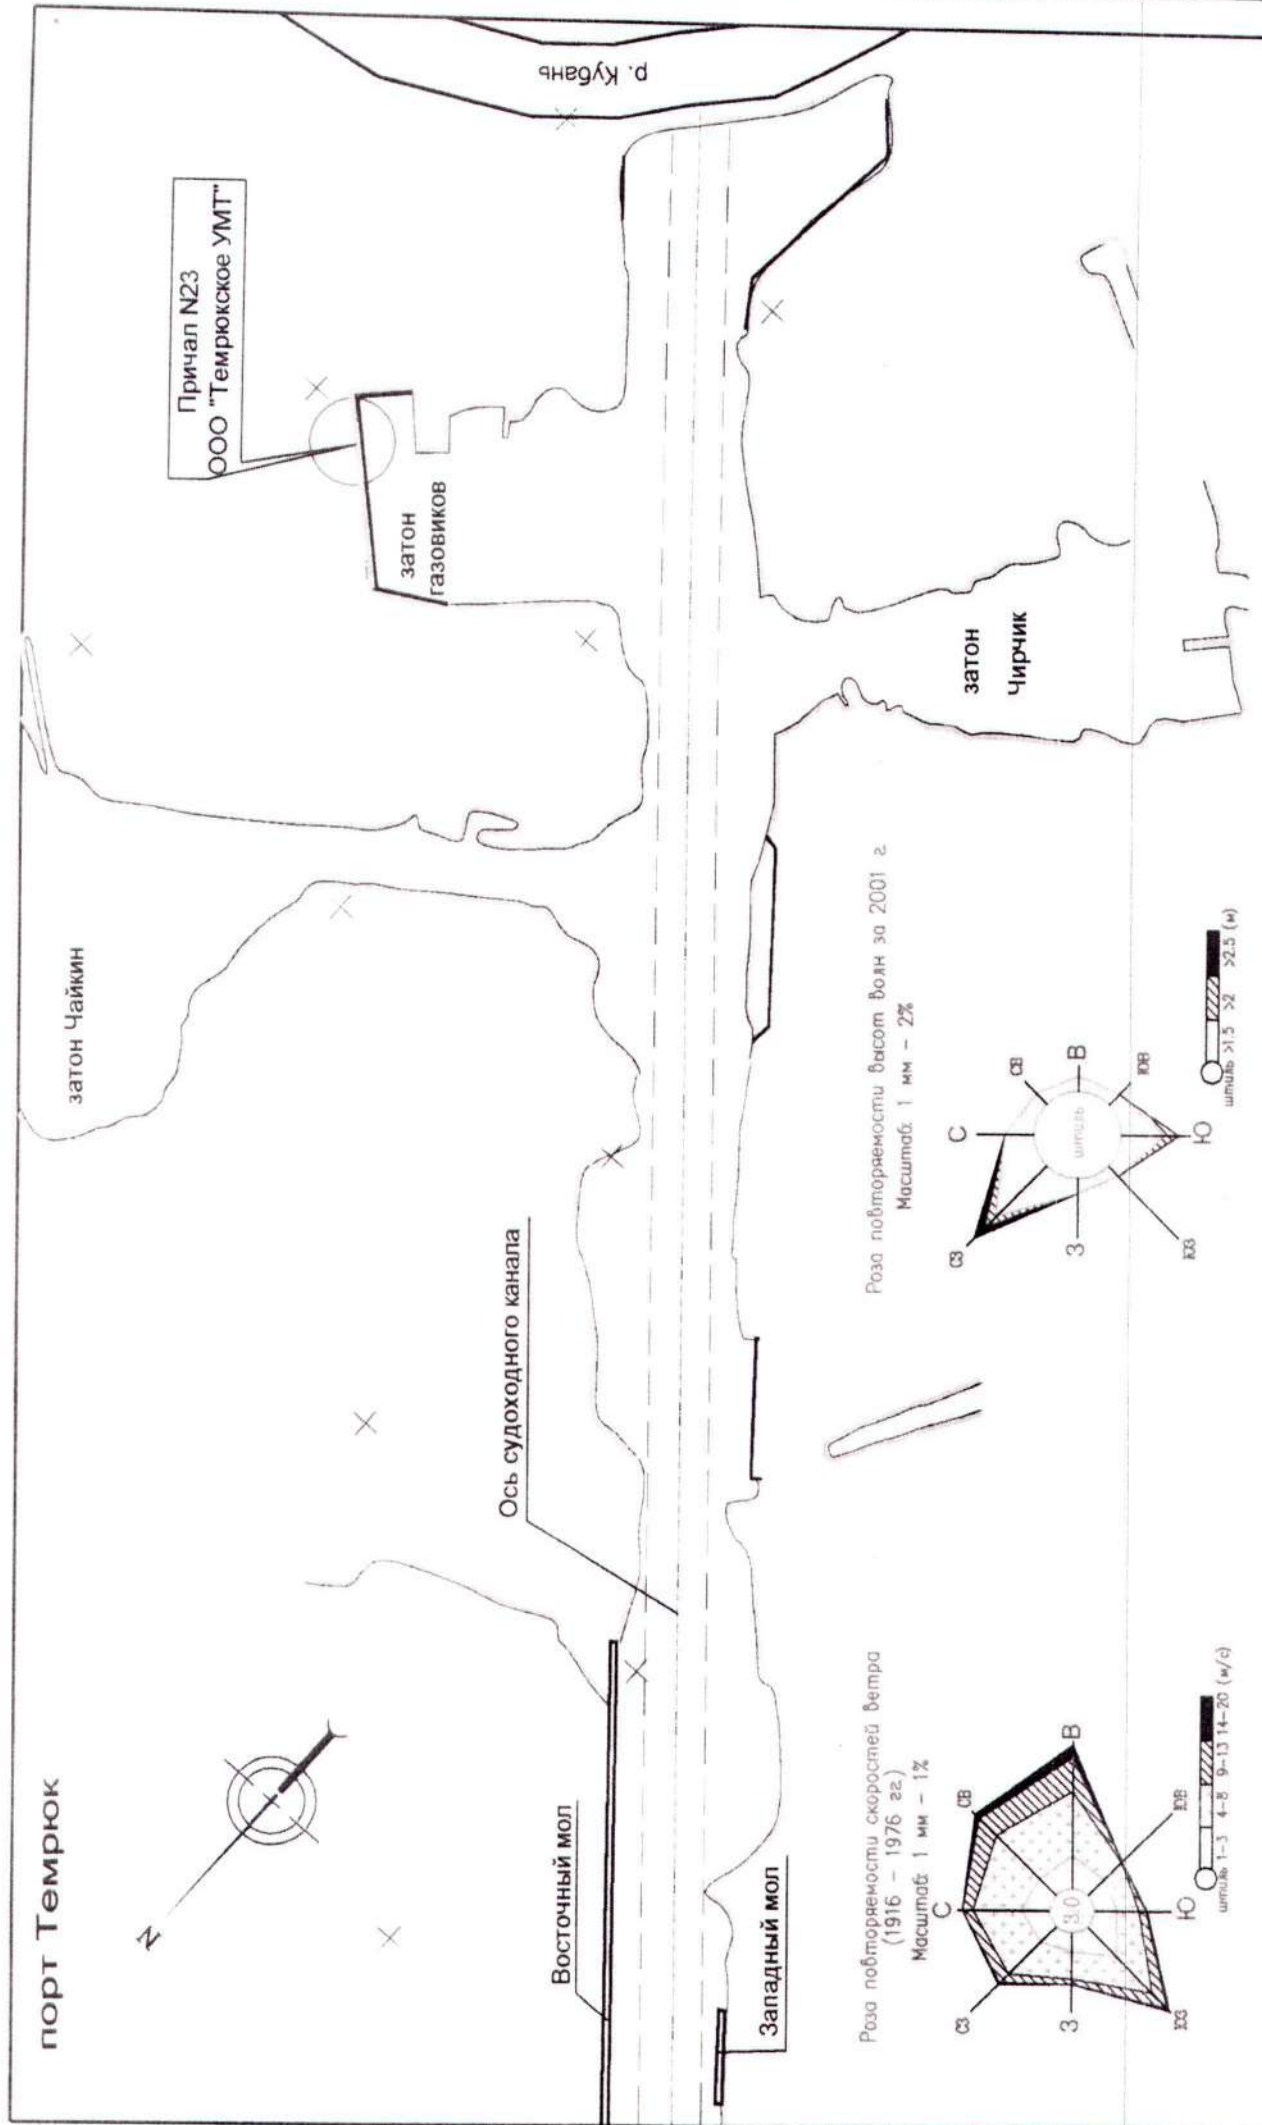 порт Темрюк
N
затон Чайкин
Причал N23
ООО "Темрюкское УМТ"
р. Кубань
затон
газовиков
Ось судоходного канала
Восточный мол
Западный мол
затон
Чирчик
Роза повторяемости скоростей ветра
(1916 - 1976 гг.)
Масштаб: 1 мм - 1%
С
СВ
В
ЮВ
Ю
ЮЗ
З
СЗ
3.0
штиль 1-3 4-8 9-13 14-20 (м/с)
Роза повторяемости высот волн за 2001 г.
Масштаб: 1 мм - 2%
С
СВ
В
ЮВ
Ю
ЮЗ
З
СЗ
штиль
штиль >1.5 >2 >2.5 (м)